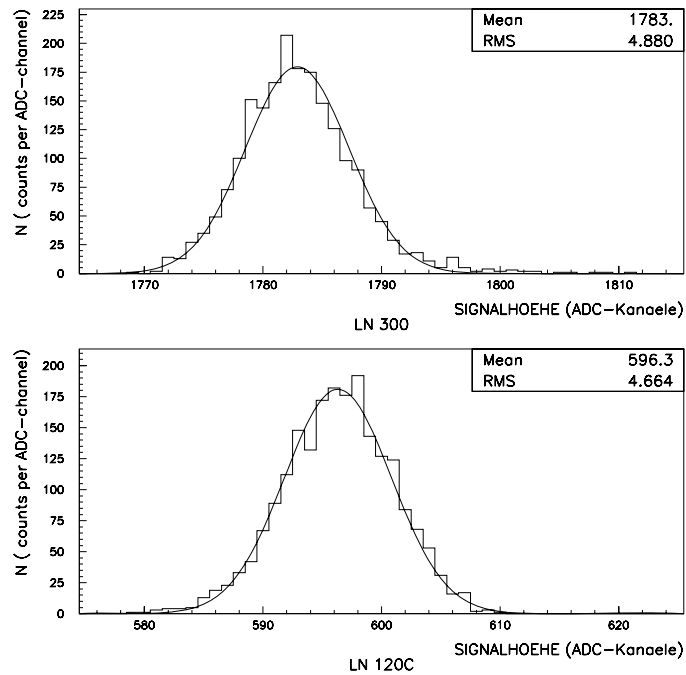 N ( counts per ADC-channel)
225
200
175
150
125
100
75
50
25
0
Mean 1783.
RMS 4.880
1770 1780 1790 1800 1810
SIGNALHOEHE (ADC-Kanaele)
LN 300
N ( counts per ADC-channel)
200
175
150
125
100
75
50
25
0
Mean 596.3
RMS 4.664
580 590 600 610 620
SIGNALHOEHE (ADC-Kanaele)
LN 120C